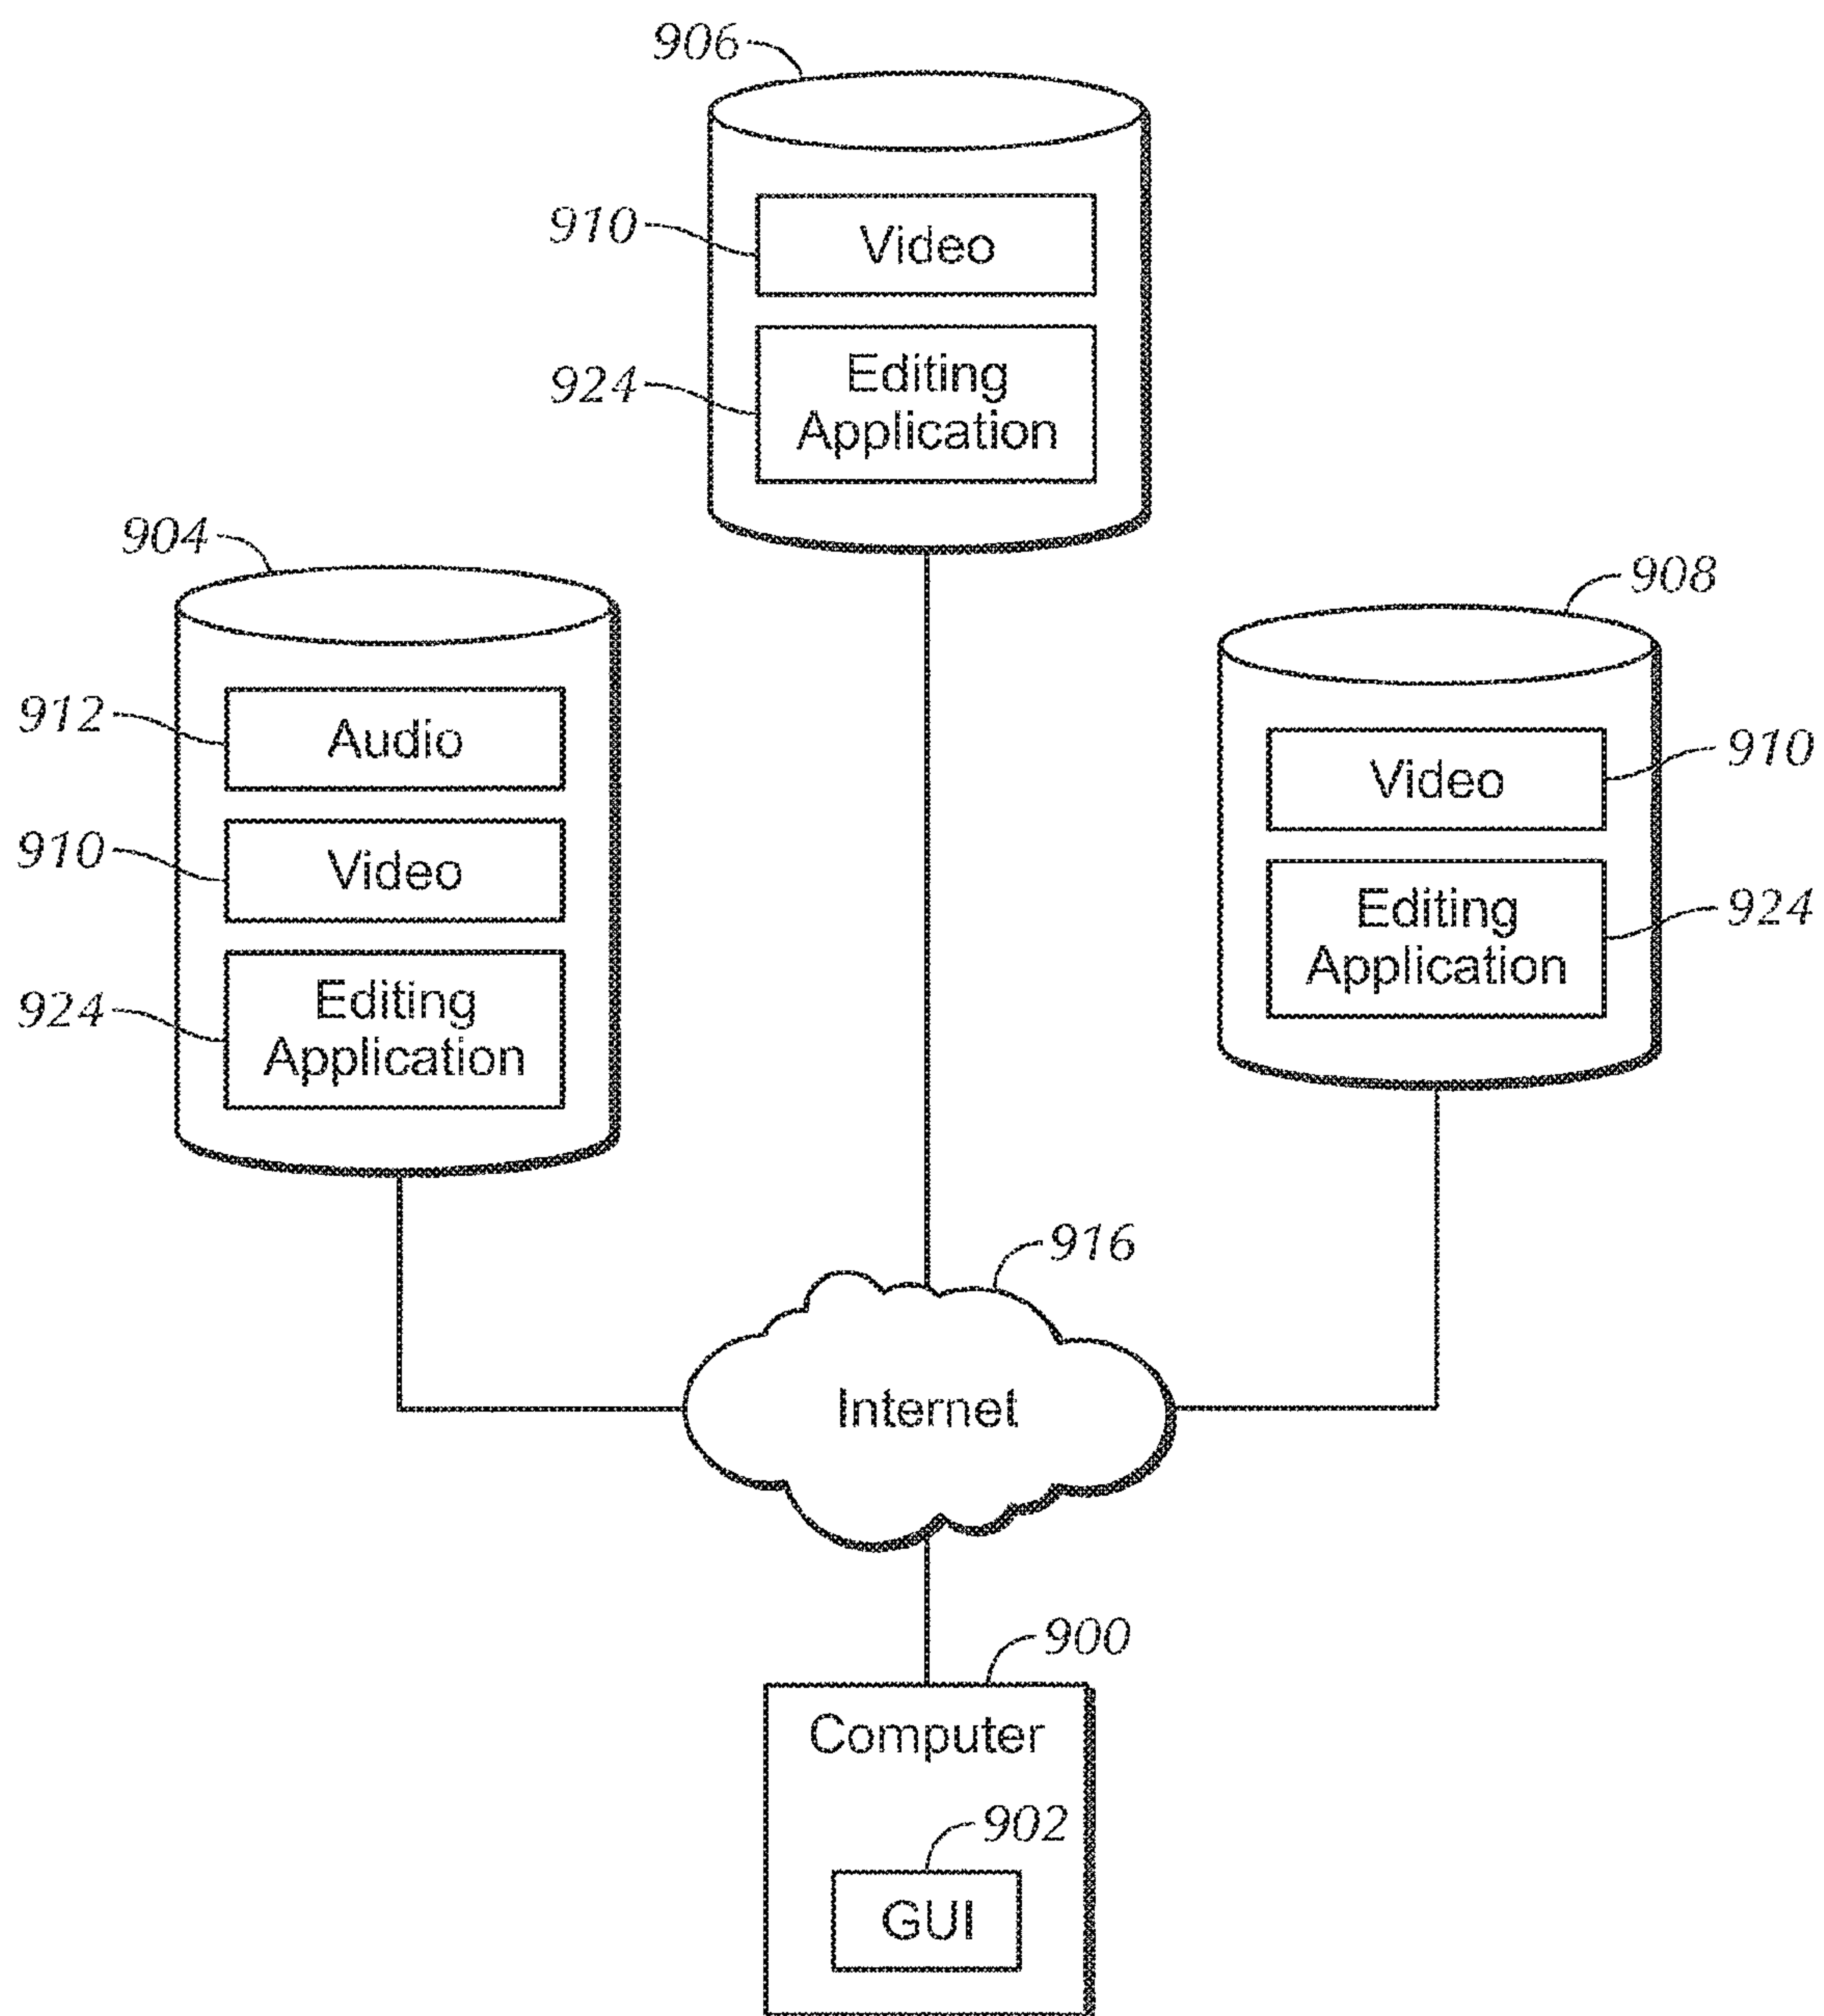 906
910
Video
924
Editing
Application
904
912
Audio
910
Video
924
Editing
Application
908
Video
910
Editing
Application
924
916
Internet
900
Computer
902
GUI